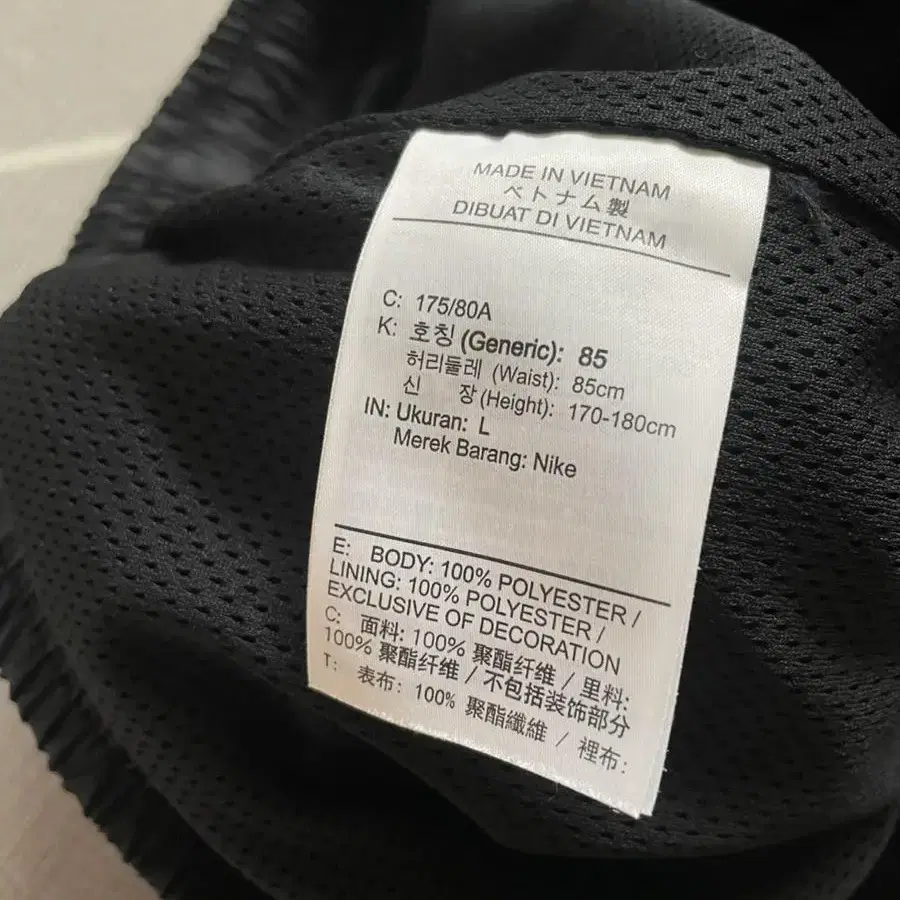 MADE IN VIETNAM
ベトナム製
DIBUAT DI VIETNAM
C: 175/80A
K: 호칭 (Generic): 85
허리둘레 (Waist): 85cm
신 장 (Height): 170-180cm
IN: Ukuran: L
Merek Barang: Nike
E: BODY: 100% POLYESTER /
LINING: 100% POLYESTER /
EXCLUSIVE OF DECORATION
C: 面料: 100% 聚酯纤维 / 里料:
100% 聚酯纤维 / 不包括装饰部分
T: 表布: 100% 聚酯纖維 / 裡布: